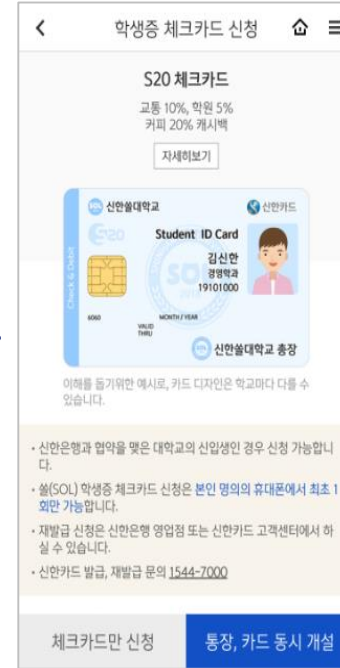 학생증 체크카드 신청
S20 체크카드
교통 10%, 학원 5%
커피 20% 캐시백
자세히보기
SOL 신한쏠대학교
신한카드
S20
Student ID Card
김신한
경영학과
19101000
Check & Debit
SOL
6060
MONTH / YEAR
VALID
THRU
신한쏠대학교 총장
이해를 돕기위한 예시로, 카드 디자인은 학교마다 다를 수
있습니다.
• 신한은행과 협약을 맺은 대학교의 신입생인 경우 신청 가능합니
다.
• 쏠(SOL) 학생증 체크카드 신청은 본인 명의의 휴대폰에서 최초 1
회만 가능합니다.
• 재발급 신청은 신한은행 영업점 또는 신한카드 고객센터에서 하
실 수 있습니다.
• 신한카드 발급, 재발급 문의 1544-7000
체크카드만 신청
통장, 카드 동시 개설